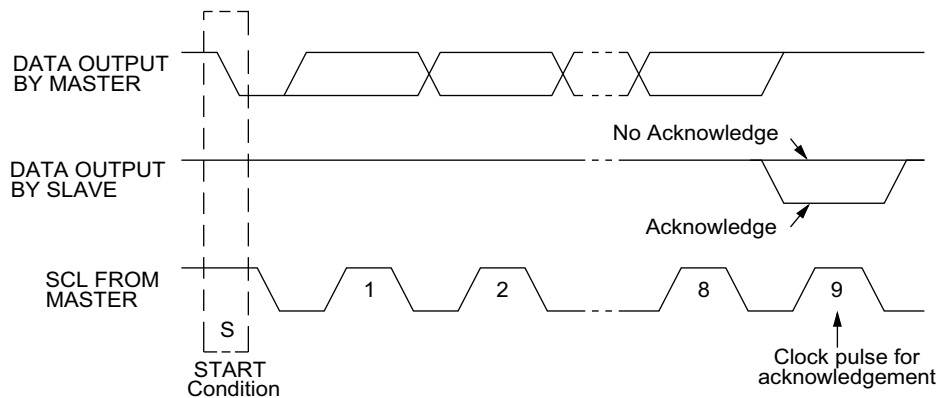 DATA OUTPUT
BY MASTER
No Acknowledge
DATA OUTPUT
BY SLAVE
Acknowledge
SCL FROM
MASTER
1
2
8
9
S
START
Condition
Clock pulse for
acknowledgement